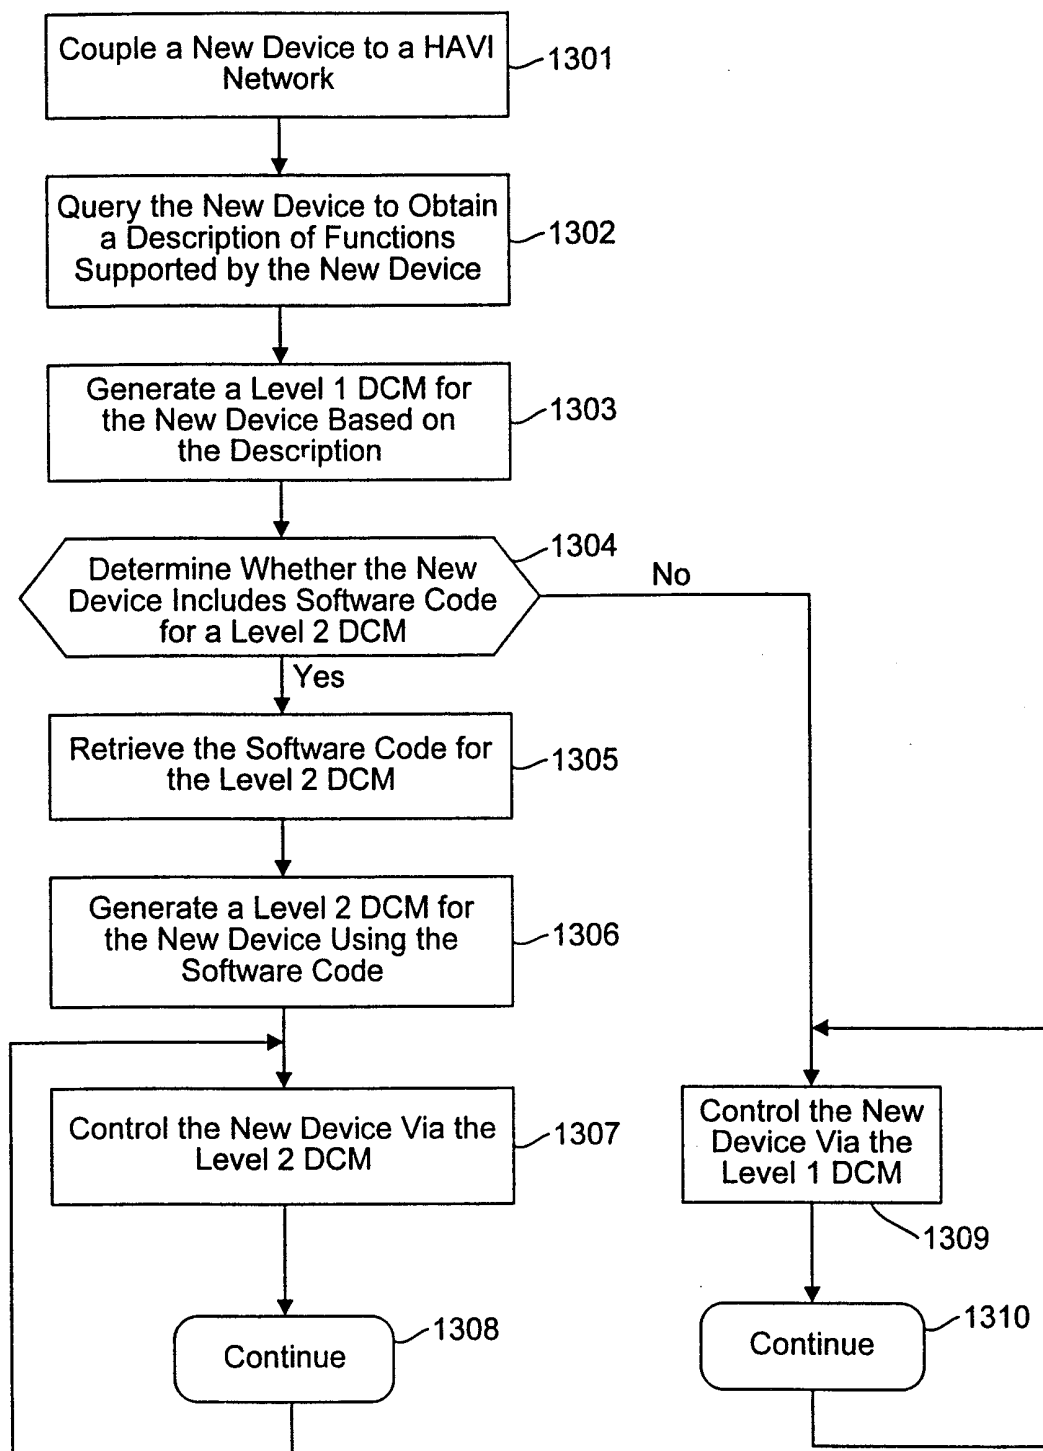 Couple a New Device to a HAVI
Network
1301
Query the New Device to Obtain
a Description of Functions
Supported by the New Device
1302
Generate a Level 1 DCM for
the New Device Based on
the Description
1303
Determine Whether the New
Device Includes Software Code
for a Level 2 DCM
1304
No
Yes
Retrieve the Software Code for
the Level 2 DCM
1305
Generate a Level 2 DCM for
the New Device Using the
Software Code
1306
Control the New Device Via the
Level 2 DCM
1307
Control the New
Device Via the
Level 1 DCM
1309
Continue
1308
Continue
1310